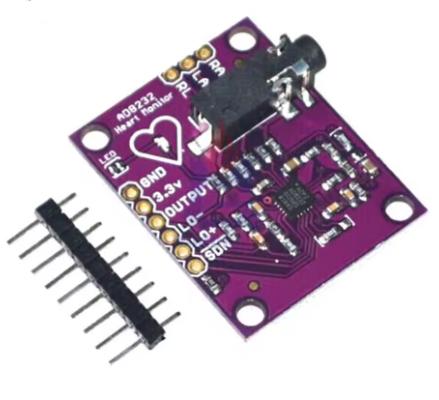 RL
LA
RA
AD8232
Heart Monitor
LED
GND
3.3v
OUTPUT
LO-
LO+
SDN